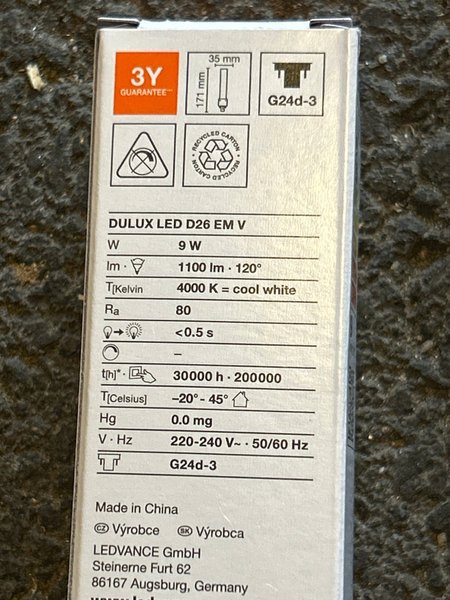 3Y
GUARANTEE***
35 mm
171 mm
G24d-3
RECYCLED CARTON · RECYCLED CARTON
DULUX LED D26 EM V
W 9 W
lm · 1100 lm · 120°
T[Kelvin 4000 K = cool white
Ra 80
<0.5 s
–
t[h]* · 30000 h · 200000
T[Celsius] –20° - 45°
Hg 0.0 mg
V · Hz 220-240 V~ · 50/60 Hz
G24d-3
Made in China
CZ Výrobce SK Výrobca
LEDVANCE GmbH
Steinerne Furt 62
86167 Augsburg, Germany